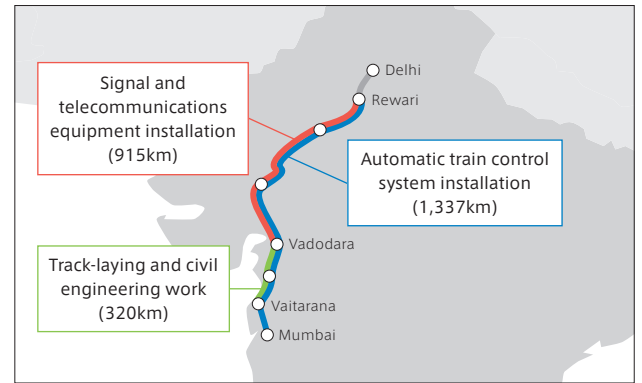 Delhi
Rewari
Signal and
telecommunications
equipment installation
(915km)
Automatic train control
system installation
(1,337km)
Vadodara
Track-laying and civil
engineering work
(320km)
Vaitarana
Mumbai